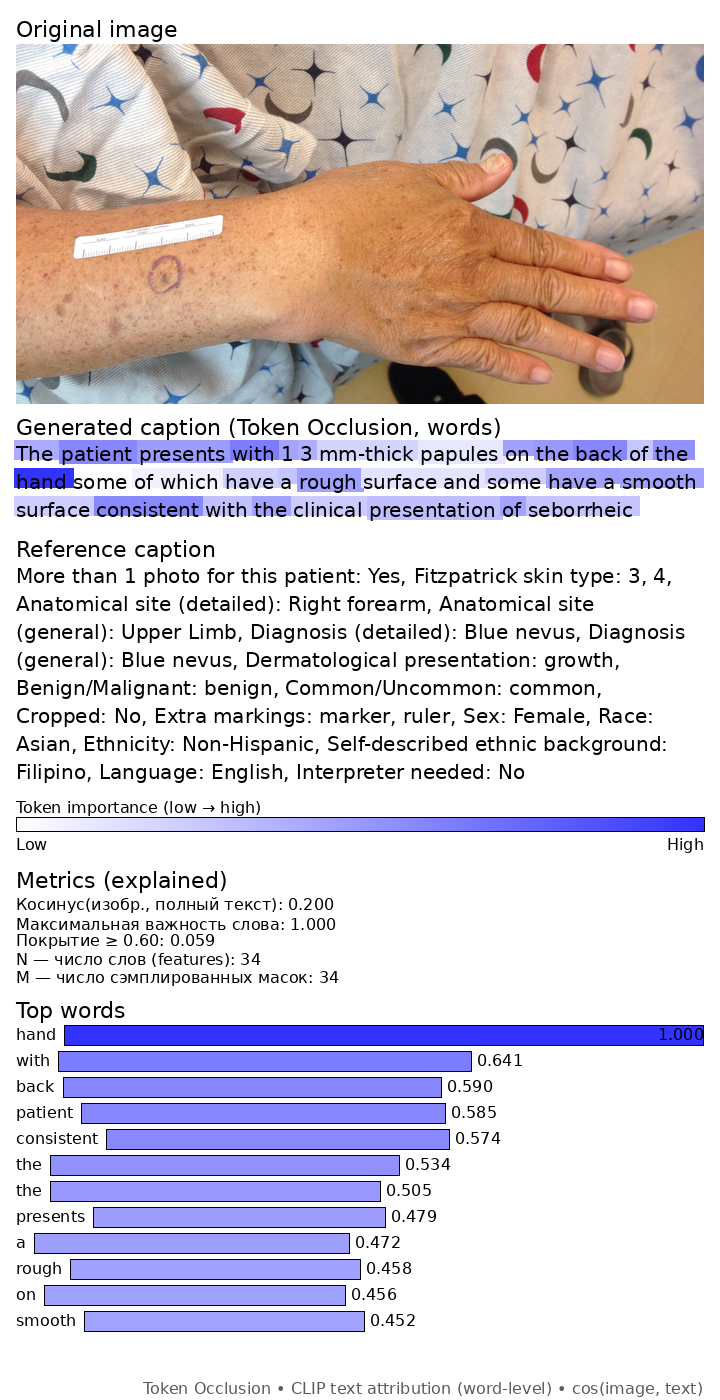 Original image
Generated caption (Token Occlusion, words)
The patient presents with 1 3 mm-thick papules on the back of the
hand some of which have a rough surface and some have a smooth
surface consistent with the clinical presentation of seborrheic
Reference caption
More than 1 photo for this patient: Yes, Fitzpatrick skin type: 3, 4,
Anatomical site (detailed): Right forearm, Anatomical site
(general): Upper Limb, Diagnosis (detailed): Blue nevus, Diagnosis
(general): Blue nevus, Dermatological presentation: growth,
Benign/Malignant: benign, Common/Uncommon: common,
Cropped: No, Extra markings: marker, ruler, Sex: Female, Race:
Asian, Ethnicity: Non-Hispanic, Self-described ethnic background:
Filipino, Language: English, Interpreter needed: No
Token importance (low → high)
Low High
Metrics (explained)
Косинус(изобр., полный текст): 0.200
Максимальная важность слова: 1.000
Покрытие ≥ 0.60: 0.059
N — число слов (features): 34
M — число сэмплированных масок: 34
Top words
hand 1.000
with 0.641
back 0.590
patient 0.585
consistent 0.574
the 0.534
the 0.505
presents 0.479
a 0.472
rough 0.458
on 0.456
smooth 0.452
Token Occlusion • CLIP text attribution (word-level) • cos(image, text)